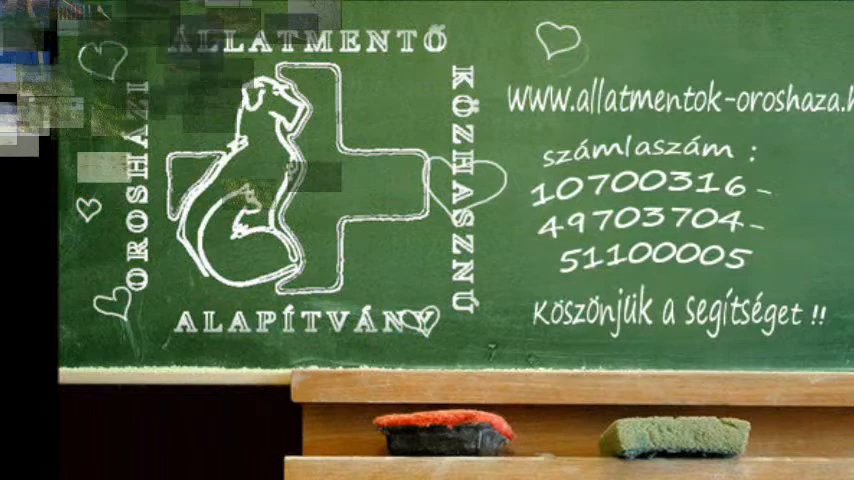 ÁLLATMENTŐ
OROSHÁZI
KÖZHASZNÚ
ALAPÍTVÁNY
www.allatmentok-oroshaza.h
számlaszám :
10700316-
49703704-
51100005
Köszönjük a segítséget !!